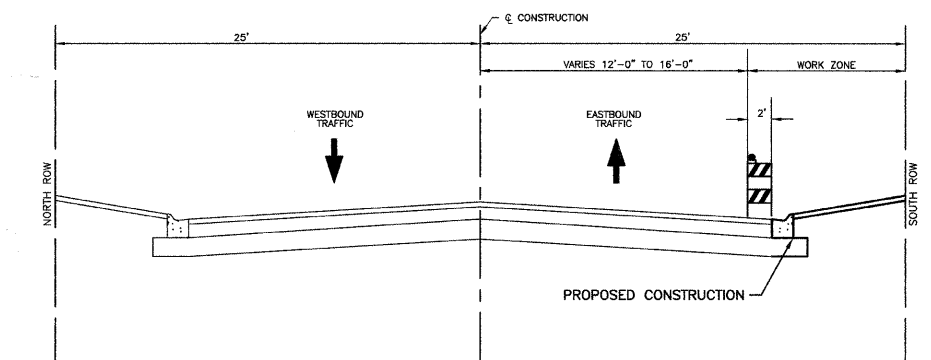 ℄ CONSTRUCTION
25'
25'
VARIES 12'-0" TO 16'-0"
WORK ZONE
WESTBOUND
TRAFFIC
EASTBOUND
TRAFFIC
2'
NORTH ROW
SOUTH ROW
PROPOSED CONSTRUCTION